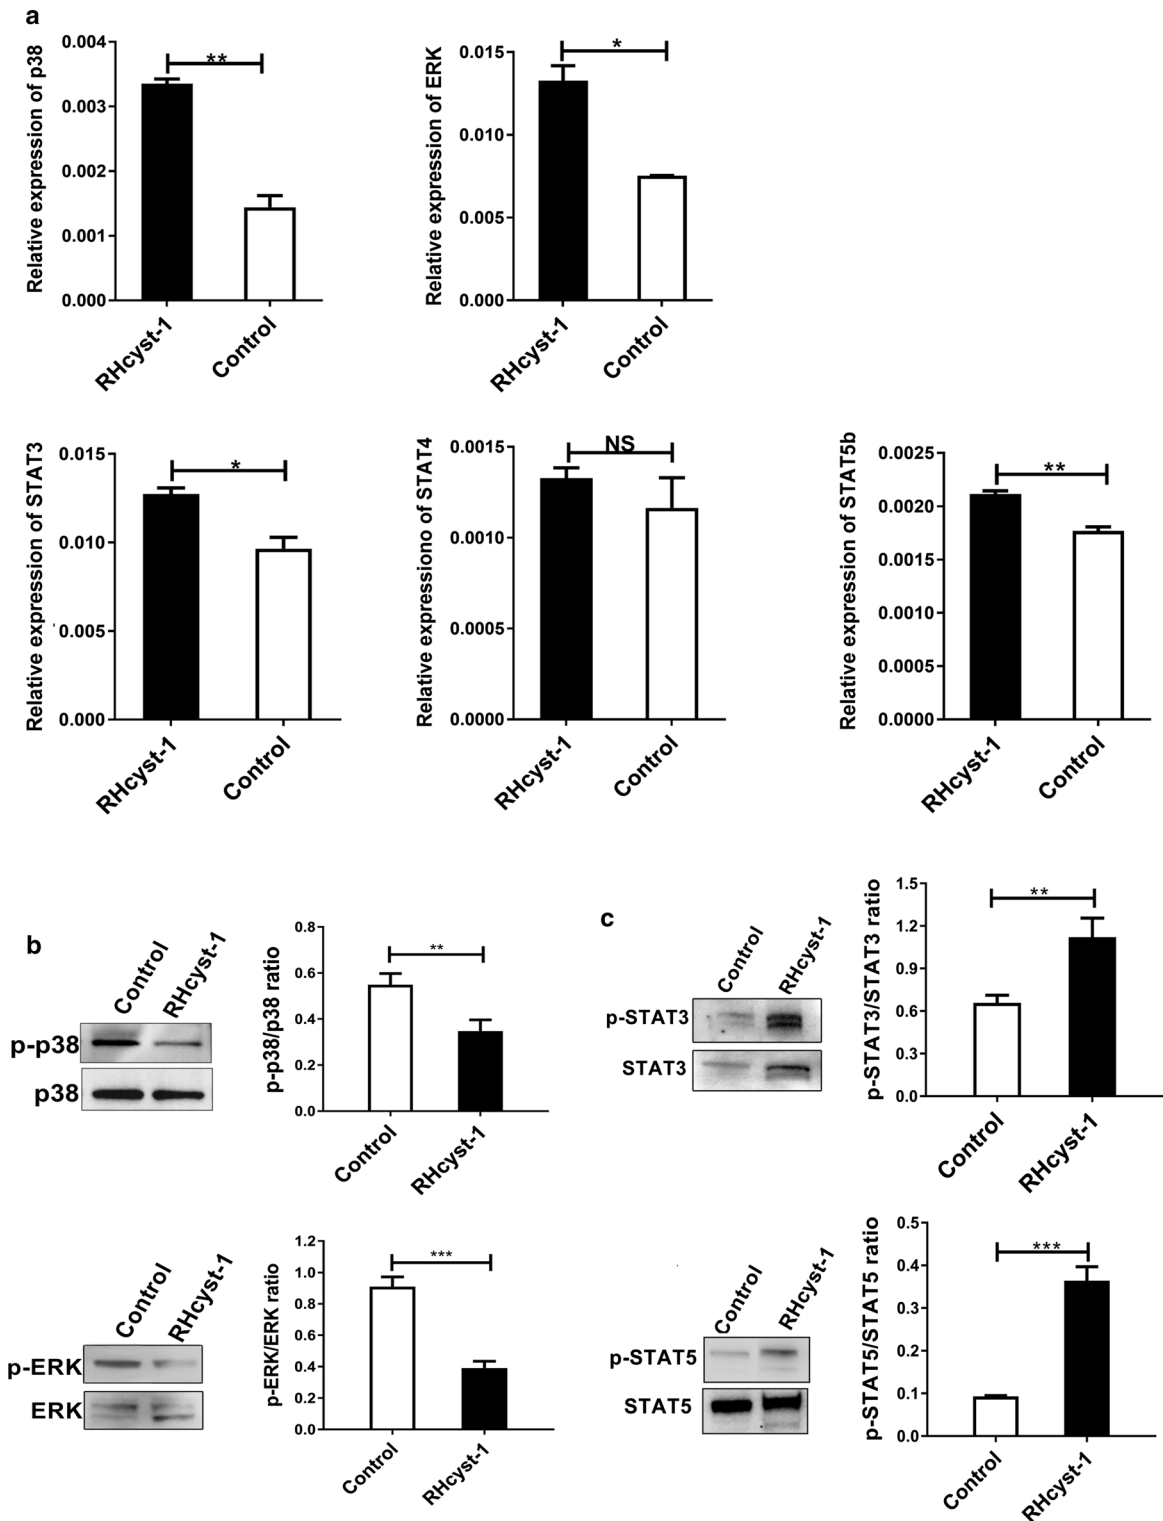 a
Relative expression of p38
0.004
0.003
0.002
0.001
0.000
**
RHcyst-1
Control
Relative expression of ERK
0.015
0.010
0.005
0.000
*
RHcyst-1
Control
Relative expression of STAT3
0.015
0.010
0.005
0.000
*
RHcyst-1
Control
Relative expressiono of STAT4
0.0015
0.0010
0.0005
0.0000
NS
RHcyst-1
Control
Relative expression of STAT5b
0.0025
0.0020
0.0015
0.0010
0.0005
0.0000
**
RHcyst-1
Control
b
Control
RHcyst-1
p-p38
p38
p-p38/p38 ratio
0.8
0.6
0.4
0.2
0.0
**
Control
RHcyst-1
Control
RHcyst-1
p-ERK
ERK
p-ERK/ERK ratio
1.2
1.0
0.8
0.6
0.4
0.2
0.0
***
Control
RHcyst-1
c
Control
RHcyst-1
p-STAT3
STAT3
p-STAT3/STAT3 ratio
1.5
1.2
0.9
0.6
0.3
0.0
**
Control
RHcyst-1
Control
RHcyst-1
p-STAT5
STAT5
p-STAT5/STAT5 ratio
0.5
0.4
0.3
0.2
0.1
0.0
***
Control
RHcyst-1